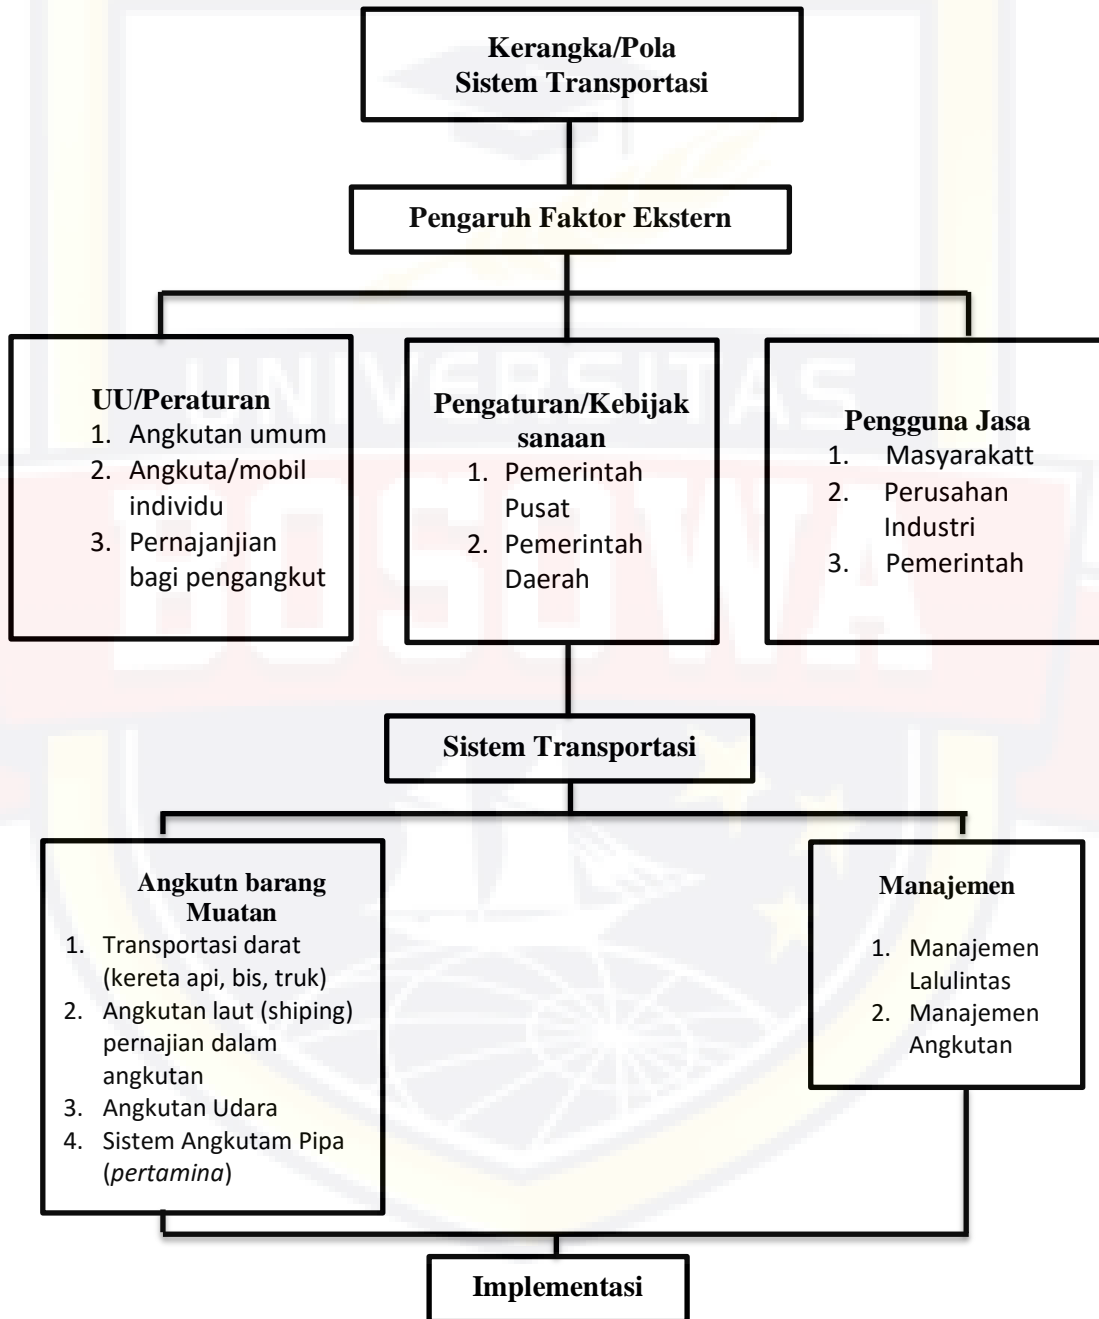 Kerangka/Pola
Sistem Transportasi
Pengaruh Faktor Ekstern
UU/Peraturan
1. Angkutan umum
2. Angkuta/mobil
individu
3. Pernajanjian
bagi pengangkut
Pengaturan/Kebijak
sanaan
1. Pemerintah
Pusat
2. Pemerintah
Daerah
Pengguna Jasa
1. Masyarakatt
2. Perusahan
Industri
3. Pemerintah
Sistem Transportasi
Angkutn barang
Muatan
1. Transportasi darat
(kereta api, bis, truk)
2. Angkutan laut (shiping)
pernajian dalam
angkutan
3. Angkutan Udara
4. Sistem Angkutam Pipa
(pertamina)
Manajemen
1. Manajemen
Lalulintas
2. Manajemen
Angkutan
Implementasi
UNIVERSITAS
BOSOWA